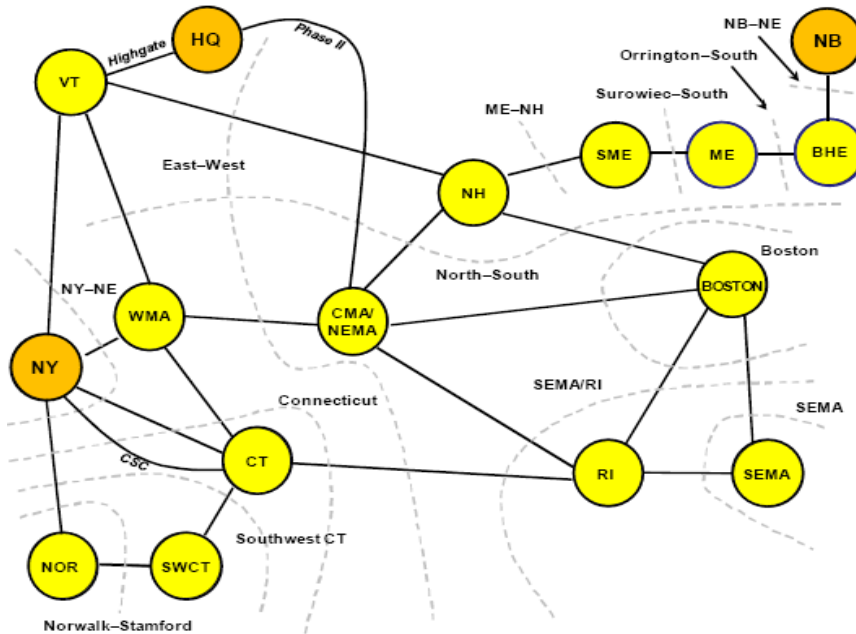 NB–NE
HQ
Phase II
NB
Highgate
Orrington–South
VT
Surowiec–South
ME–NH
SME
ME
BHE
East–West
NH
Boston
North–South
NY–NE
BOSTON
WMA
CMA/
NEMA
NY
SEMA/RI
Connecticut
SEMA
CSC
CT
RI
SEMA
Southwest CT
NOR
SWCT
Norwalk–Stamford